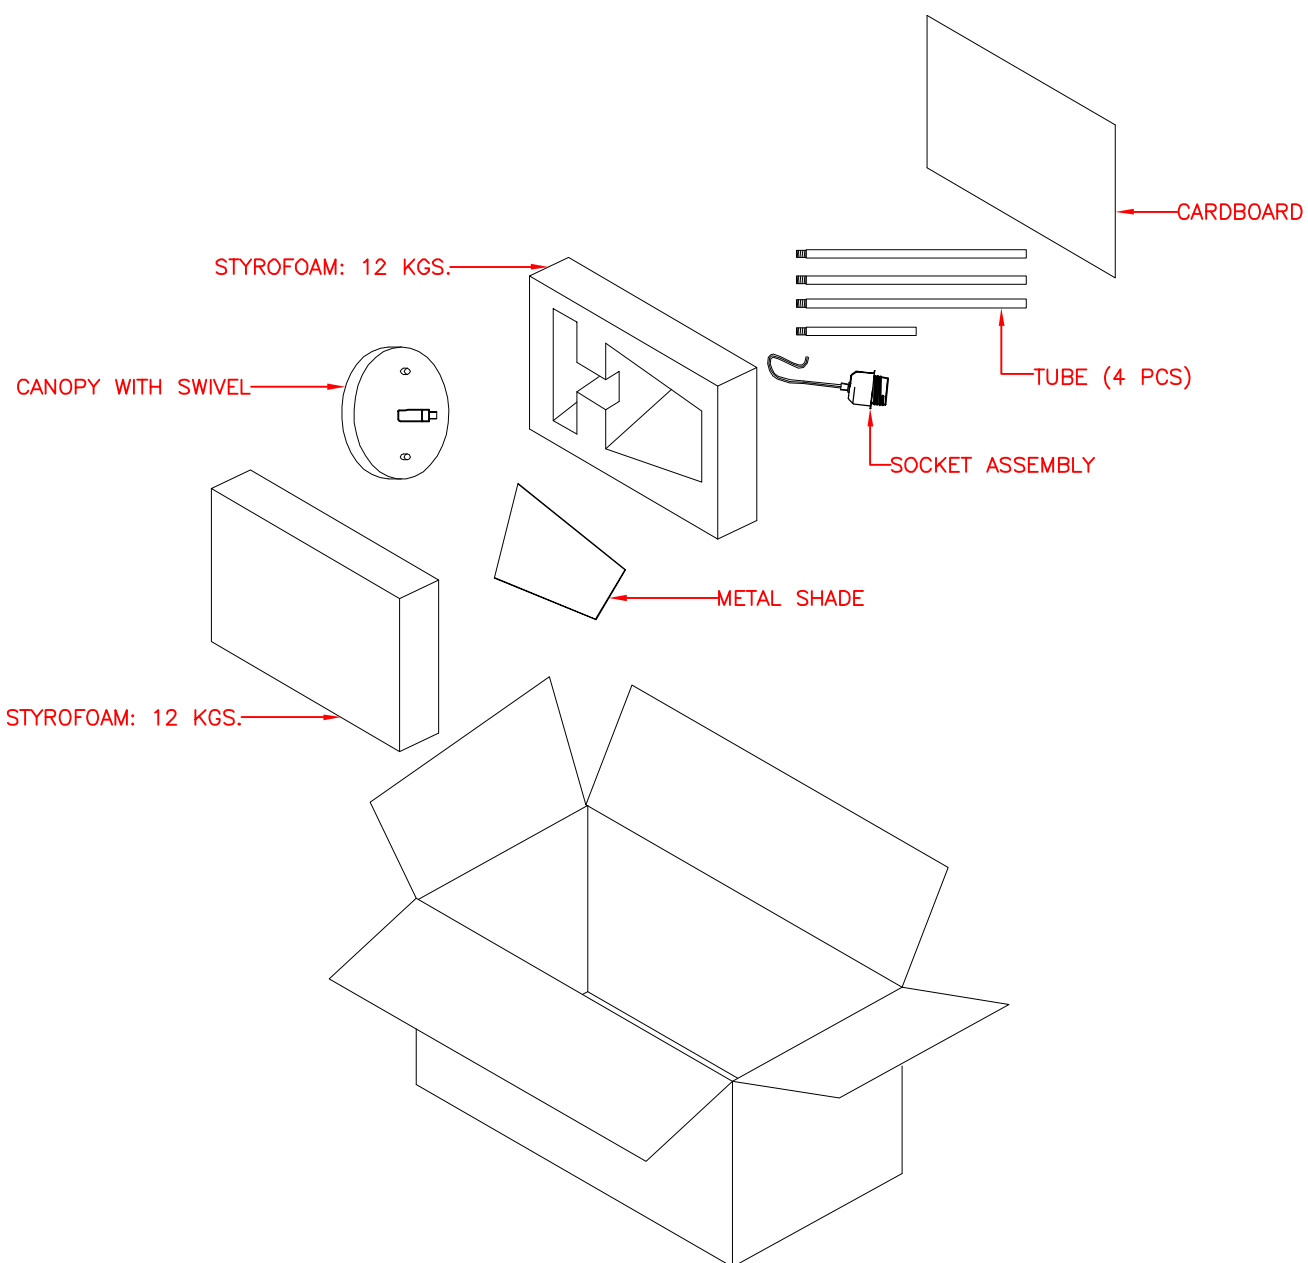 CARDBOARD
STYROFOAM: 12 KGS.
TUBE (4 PCS)
CANOPY WITH SWIVEL
SOCKET ASSEMBLY
METAL SHADE
STYROFOAM: 12 KGS.